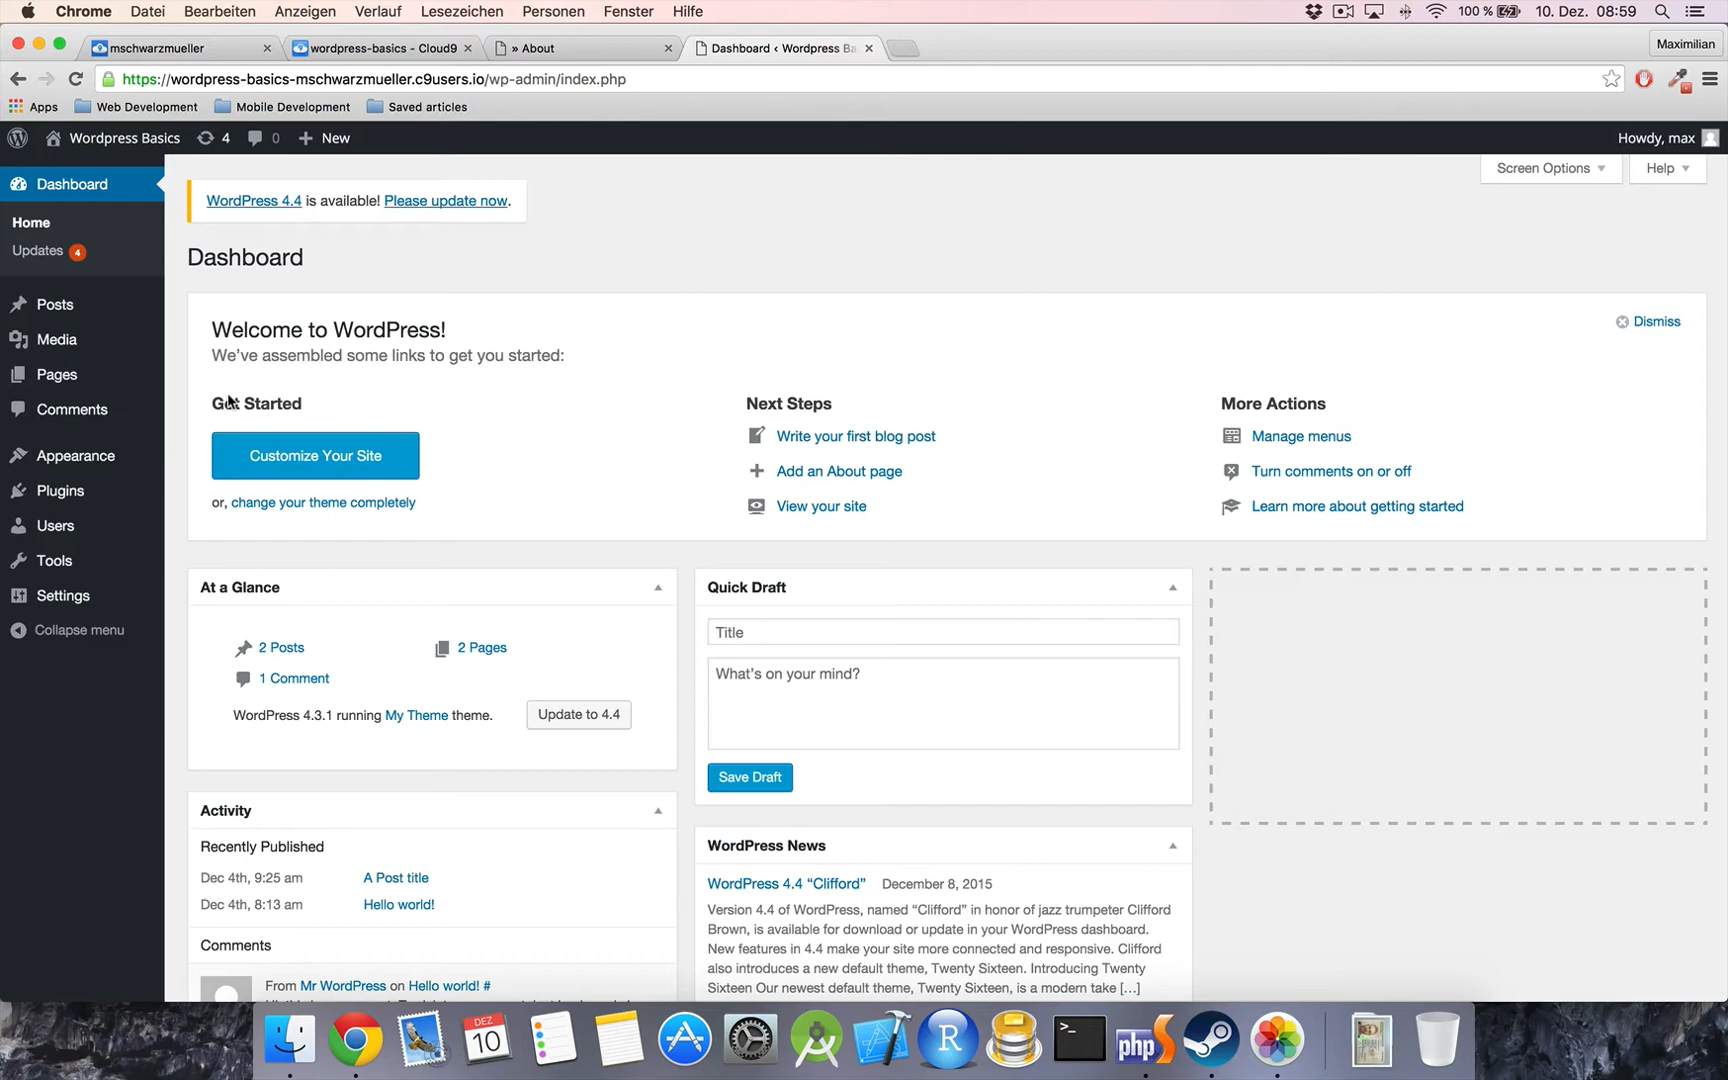 Chrome Datei Bearbeiten Anzeigen Verlauf Lesezeichen Personen Fenster Hilfe 100 % 10. Dez. 08:59
mschwarzmueller wordpress-basics - Cloud9 » About Dashboard ‹ Wordpress Ba Maximilian
https://wordpress-basics-mschwarzmueller.c9users.io/wp-admin/index.php
Apps Web Development Mobile Development Saved articles
Wordpress Basics 4 0 New Howdy, max
Dashboard
Home
Updates 4
Posts
Media
Pages
Comments
Appearance
Plugins
Users
Tools
Settings
Collapse menu
Screen Options Help
WordPress 4.4 is available! Please update now.
Dashboard
Welcome to WordPress!
We've assembled some links to get you started:
Dismiss
Get Started
Customize Your Site
or, change your theme completely
Next Steps
Write your first blog post
Add an About page
View your site
More Actions
Manage menus
Turn comments on or off
Learn more about getting started
At a Glance
2 Posts 2 Pages
1 Comment
WordPress 4.3.1 running My Theme theme. Update to 4.4
Activity
Recently Published
Dec 4th, 9:25 am A Post title
Dec 4th, 8:13 am Hello world!
Comments
From Mr WordPress on Hello world! #
Quick Draft
Title
What's on your mind?
Save Draft
WordPress News
WordPress 4.4 “Clifford” December 8, 2015
Version 4.4 of WordPress, named “Clifford” in honor of jazz trumpeter Clifford
Brown, is available for download or update in your WordPress dashboard.
New features in 4.4 make your site more connected and responsive. Clifford
also introduces a new default theme, Twenty Sixteen. Introducing Twenty
Sixteen Our newest default theme, Twenty Sixteen, is a modern take […]
DEZ
10
R
>_
php